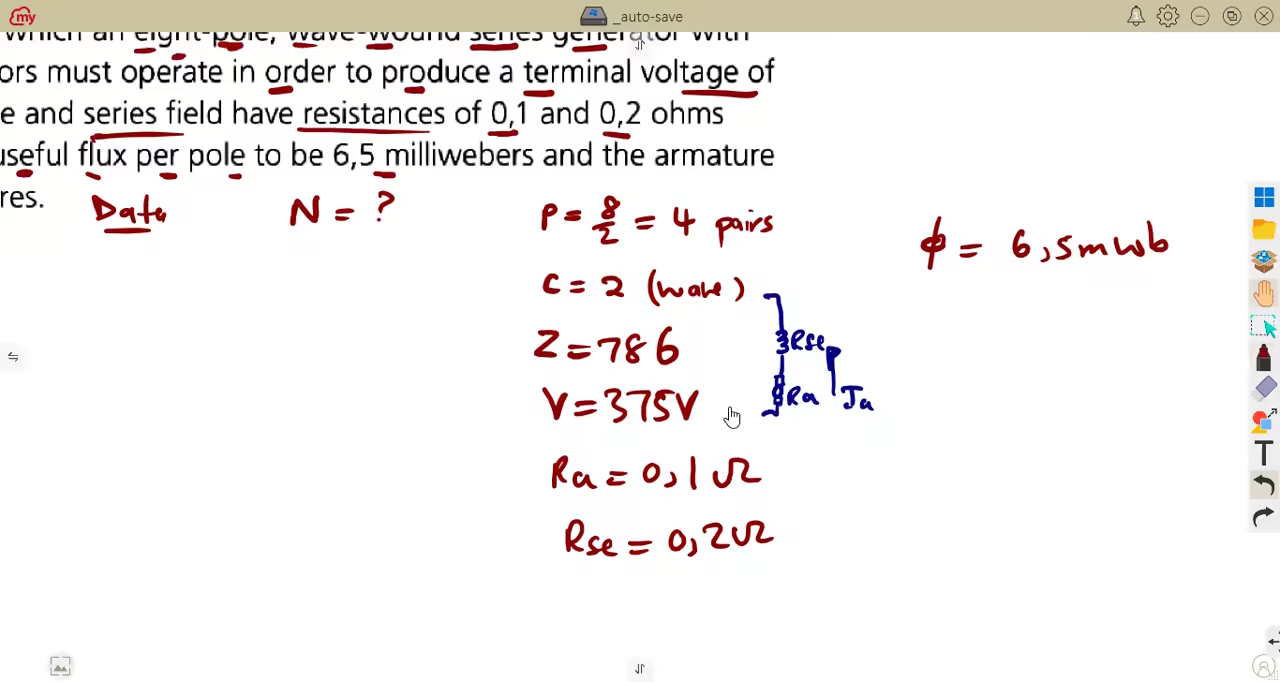 my
_auto-save
which an eight-pole, wave-wound series generator with
ors must operate in order to produce a terminal voltage of
e and series field have resistances of 0,1 and 0,2 ohms
useful flux per pole to be 6,5 milliwebers and the armature
res.
Data N = ? P = 8/2 = 4 pairs
ϕ = 6,5mwb
C = 2 (wave)
Z = 786
Rse
V = 375V
Ra Ia
Ra = 0,1Ω
Rse = 0,2Ω
T